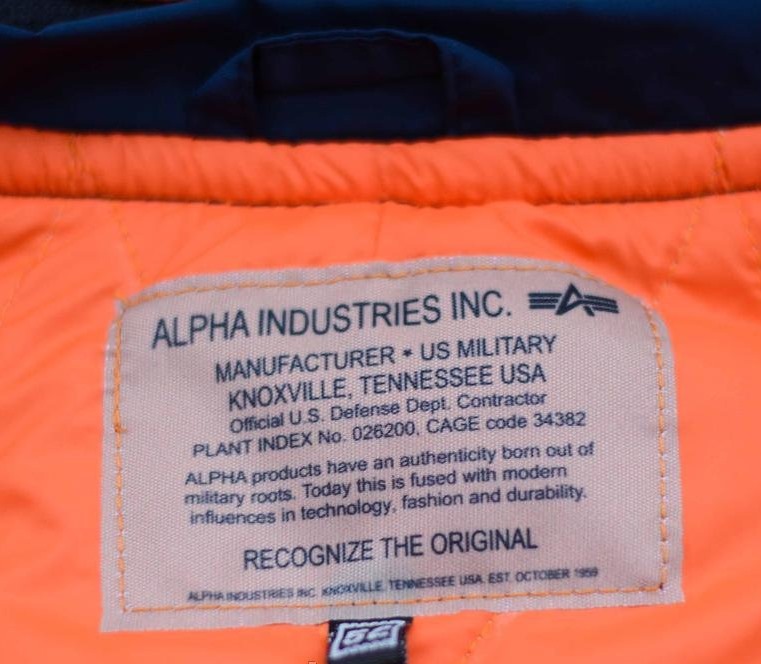 ALPHA INDUSTRIES INC.
MANUFACTURER * US MILITARY
KNOXVILLE, TENNESSEE USA
Official U.S. Defense Dept. Contractor
PLANT INDEX No. 026200, CAGE code 34382
ALPHA products have an authenticity born out of
military roots. Today this is fused with modern
influences in technology, fashion and durability.
RECOGNIZE THE ORIGINAL
ALPHA INDUSTRIES INC. KNOXVILLE, TENNESSEE USA. EST. OCTOBER 1959